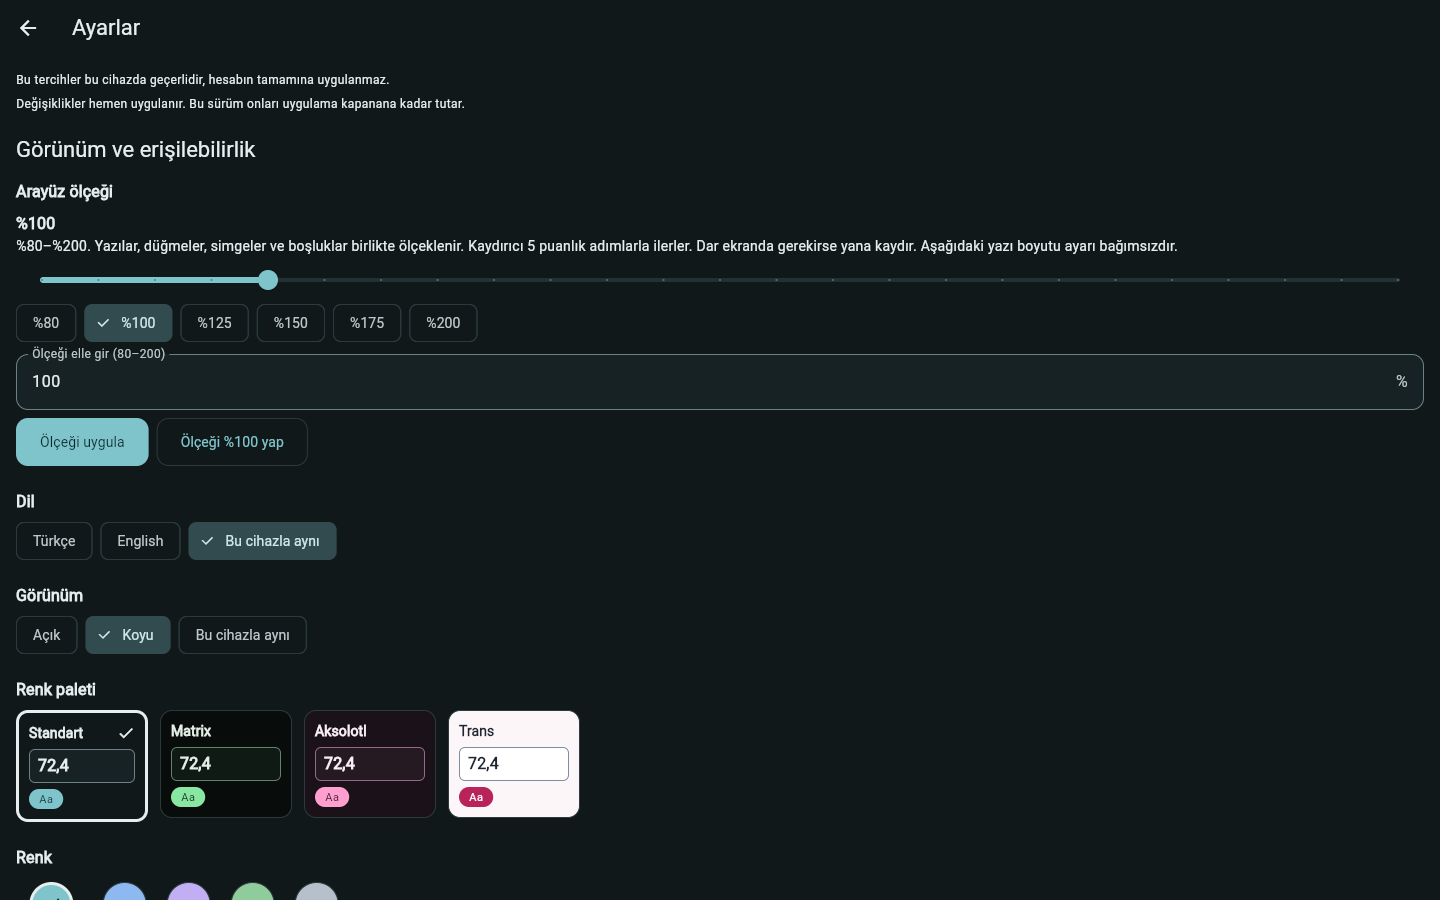 Ayarlar
Bu tercihler bu cihazda geçerlidir, hesabın tamamına uygulanmaz.
Değişiklikler hemen uygulanır. Bu sürüm onları uygulama kapanana kadar tutar.
Görünüm ve erişilebilirlik
Arayüz ölçeği
%100
%80–%200. Yazılar, düğmeler, simgeler ve boşluklar birlikte ölçeklenir. Kaydırıcı 5 puanlık adımlarla ilerler. Dar ekranda gerekirse yana kaydır. Aşağıdaki yazı boyutu ayarı bağımsızdır.
%80 %100 %125 %150 %175 %200
Ölçeği elle gir (80–200)
100 %
Ölçeği uygula Ölçeği %100 yap
Dil
Türkçe English Bu cihazla aynı
Görünüm
Açık Koyu Bu cihazla aynı
Renk paleti
Standart Matrix Aksolotl Trans
72,4 72,4 72,4 72,4
Aa Aa Aa Aa
Renk